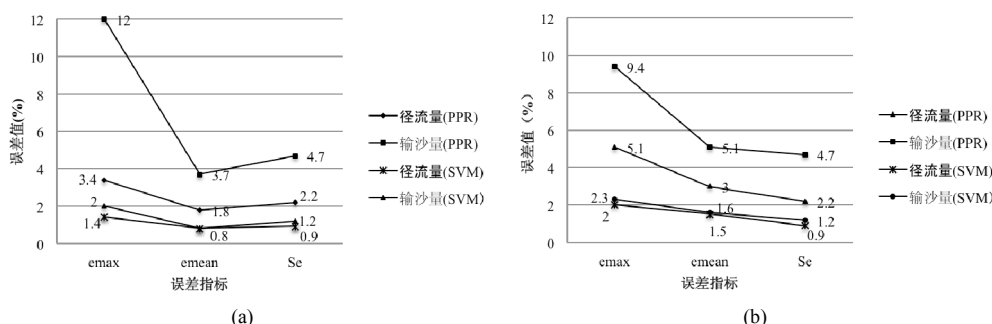 12
10
8
6
4
2
0
误差值(%)
12
3.7
4.7
3.4
1.8
2.2
2
1.2
1.4
0.8
0.9
emax
emean
Se
误差指标
径流量(PPR)
输沙量(PPR)
径流量(SVM)
输沙量(SVM)
(a)
12
10
8
6
4
2
0
误差值（%）
9.4
5.1
4.7
5.1
3
2.2
2.3
1.6
1.2
2
1.5
0.9
emax
emean
Se
误差指标
径流量(PPR)
输沙量(PPR)
径流量(SVM)
输沙量(SVM)
(b)